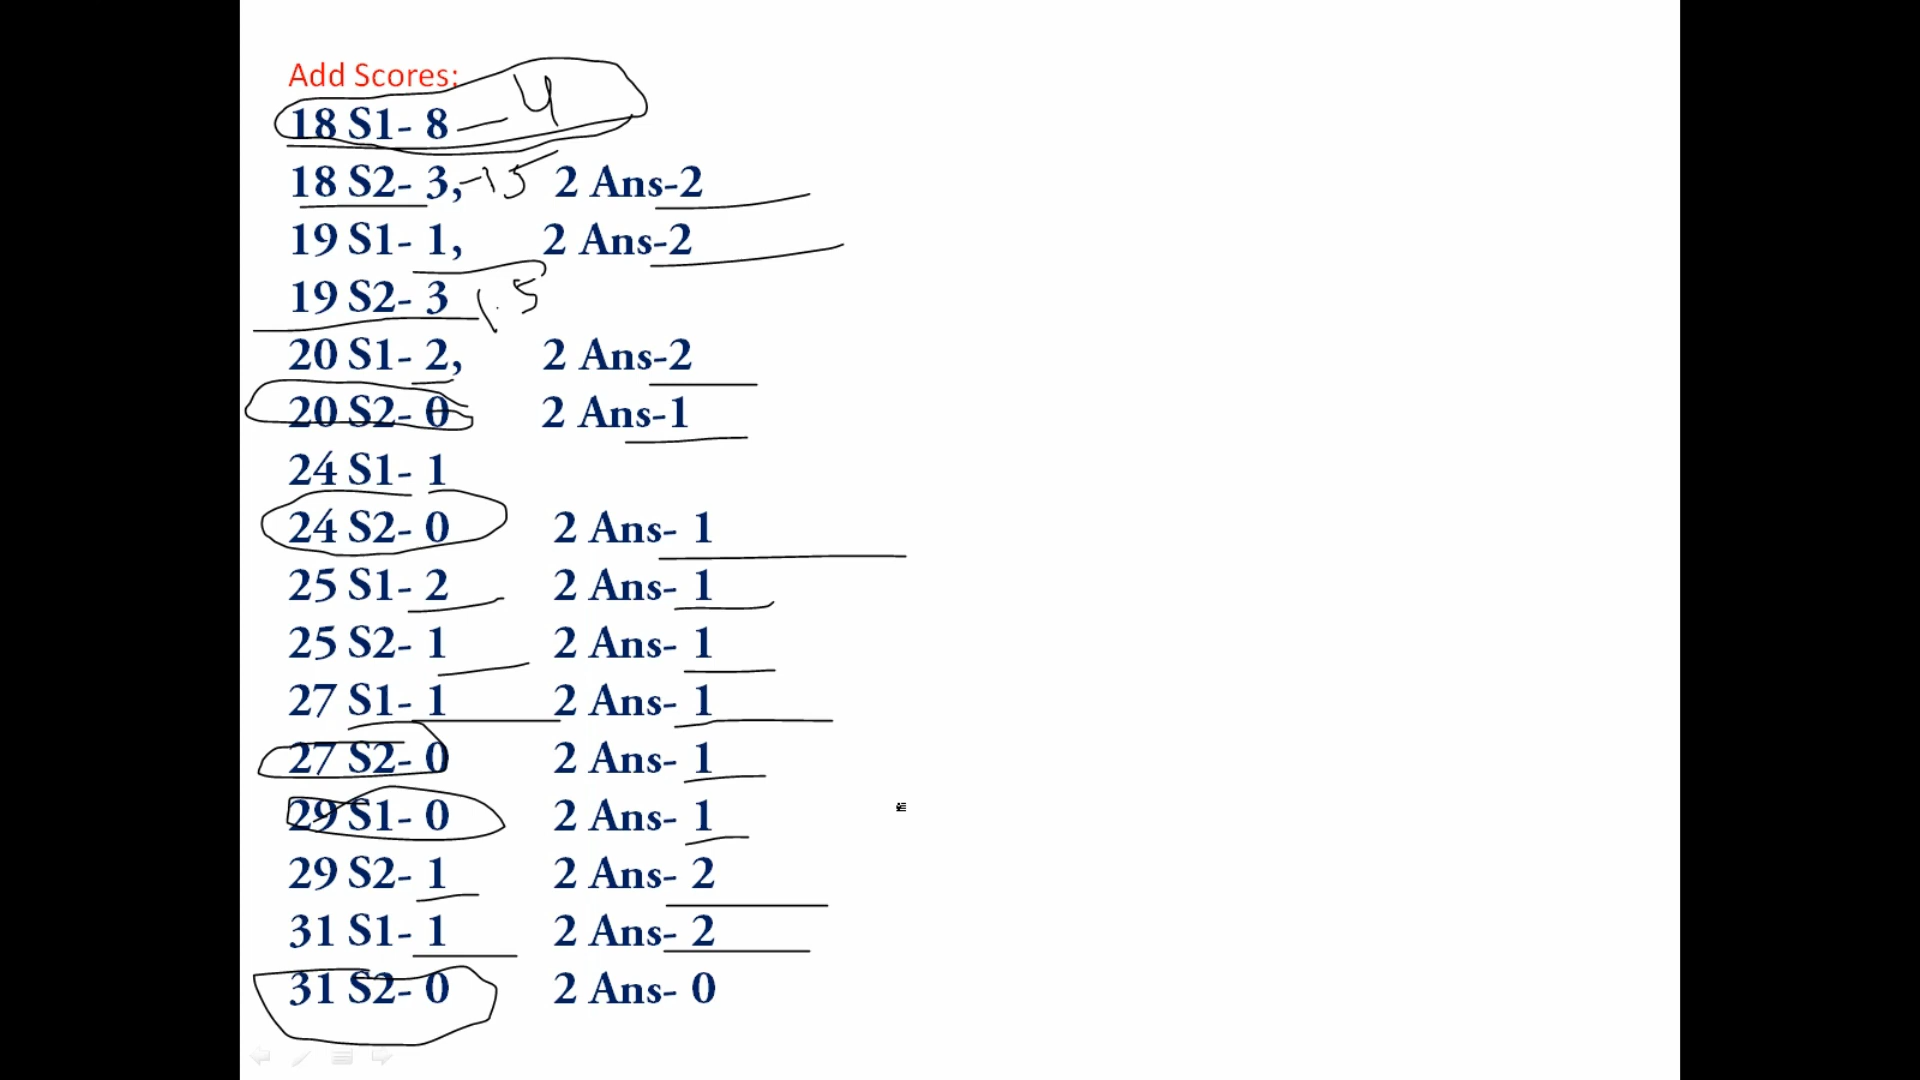 Add Scores:
18 S1- 8 — 4
18 S2- 3, -15 2 Ans-2
19 S1- 1, 2 Ans-2
19 S2- 3 1.5
20 S1- 2, 2 Ans-2
20 S2- 0 2 Ans-1
24 S1- 1
24 S2- 0 2 Ans- 1
25 S1- 2 2 Ans- 1
25 S2- 1 2 Ans- 1
27 S1- 1 2 Ans- 1
27 S2- 0 2 Ans- 1
29 S1- 0 2 Ans- 1
29 S2- 1 2 Ans- 2
31 S1- 1 2 Ans- 2
31 S2- 0 2 Ans- 0